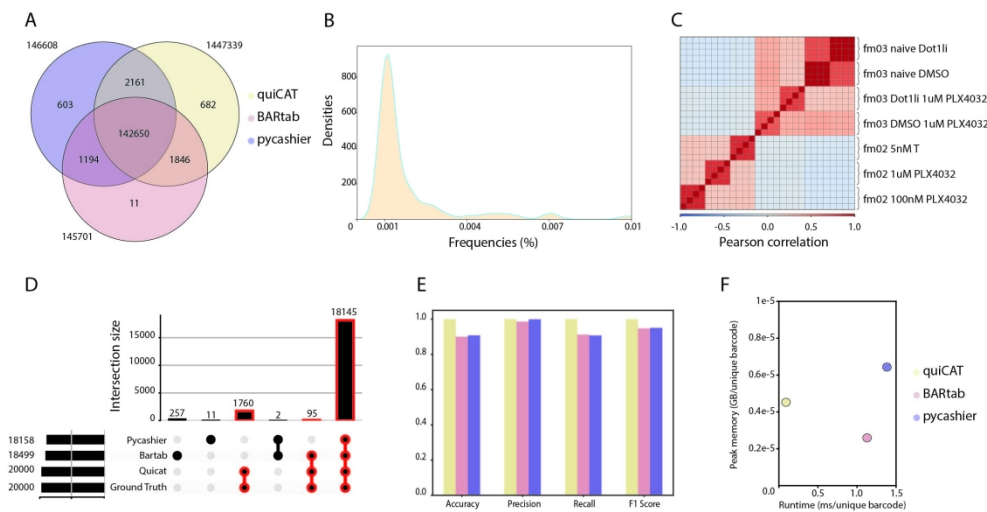 A
146608
1447339
2161
603
682
142650
1194
1846
11
145701
quiCAT
BARtab
pycashier
B
Densities
800
600
400
200
0
0.001
0.004
0.007
0.01
Frequencies (%)
C
fm03 naive Dot1li
fm03 naive DMSO
fm03 Dot1li 1uM PLX4032
fm03 DMSO 1uM PLX4032
fm02 5nM T
fm02 1uM PLX4032
fm02 100nM PLX4032
-1.0
-0.5
0.0
0.5
1.0
Pearson correlation
D
Intersection size
15000
10000
5000
0
257
11
1760
2
95
18145
18158
18499
20000
20000
Pycashier
Bartab
Quicat
Ground Truth
E
1.0
0.8
0.6
0.4
0.2
0.0
Accuracy
Precision
Recall
F1 Score
F
Peak memory (GB/unique barcode)
1e-5
0.6e-5
0.4e-5
0.2e-5
0.0
0.5
1.0
1.5
Runtime (ms/unique barcode)
quiCAT
BARtab
pycashier